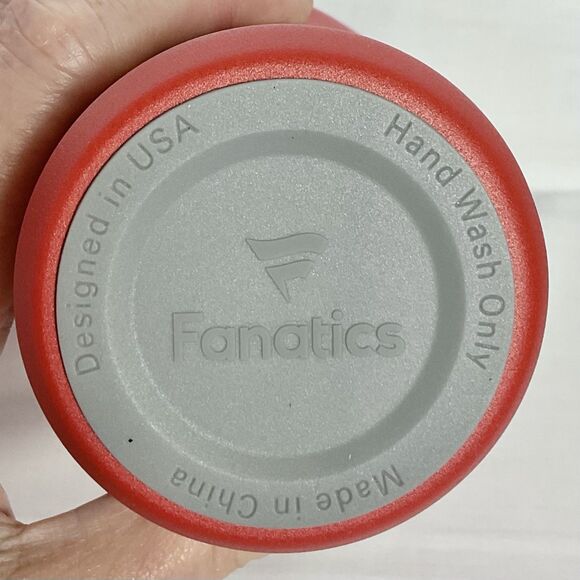 Designed in USA
Hand Wash Only
Fanatics
Made in China